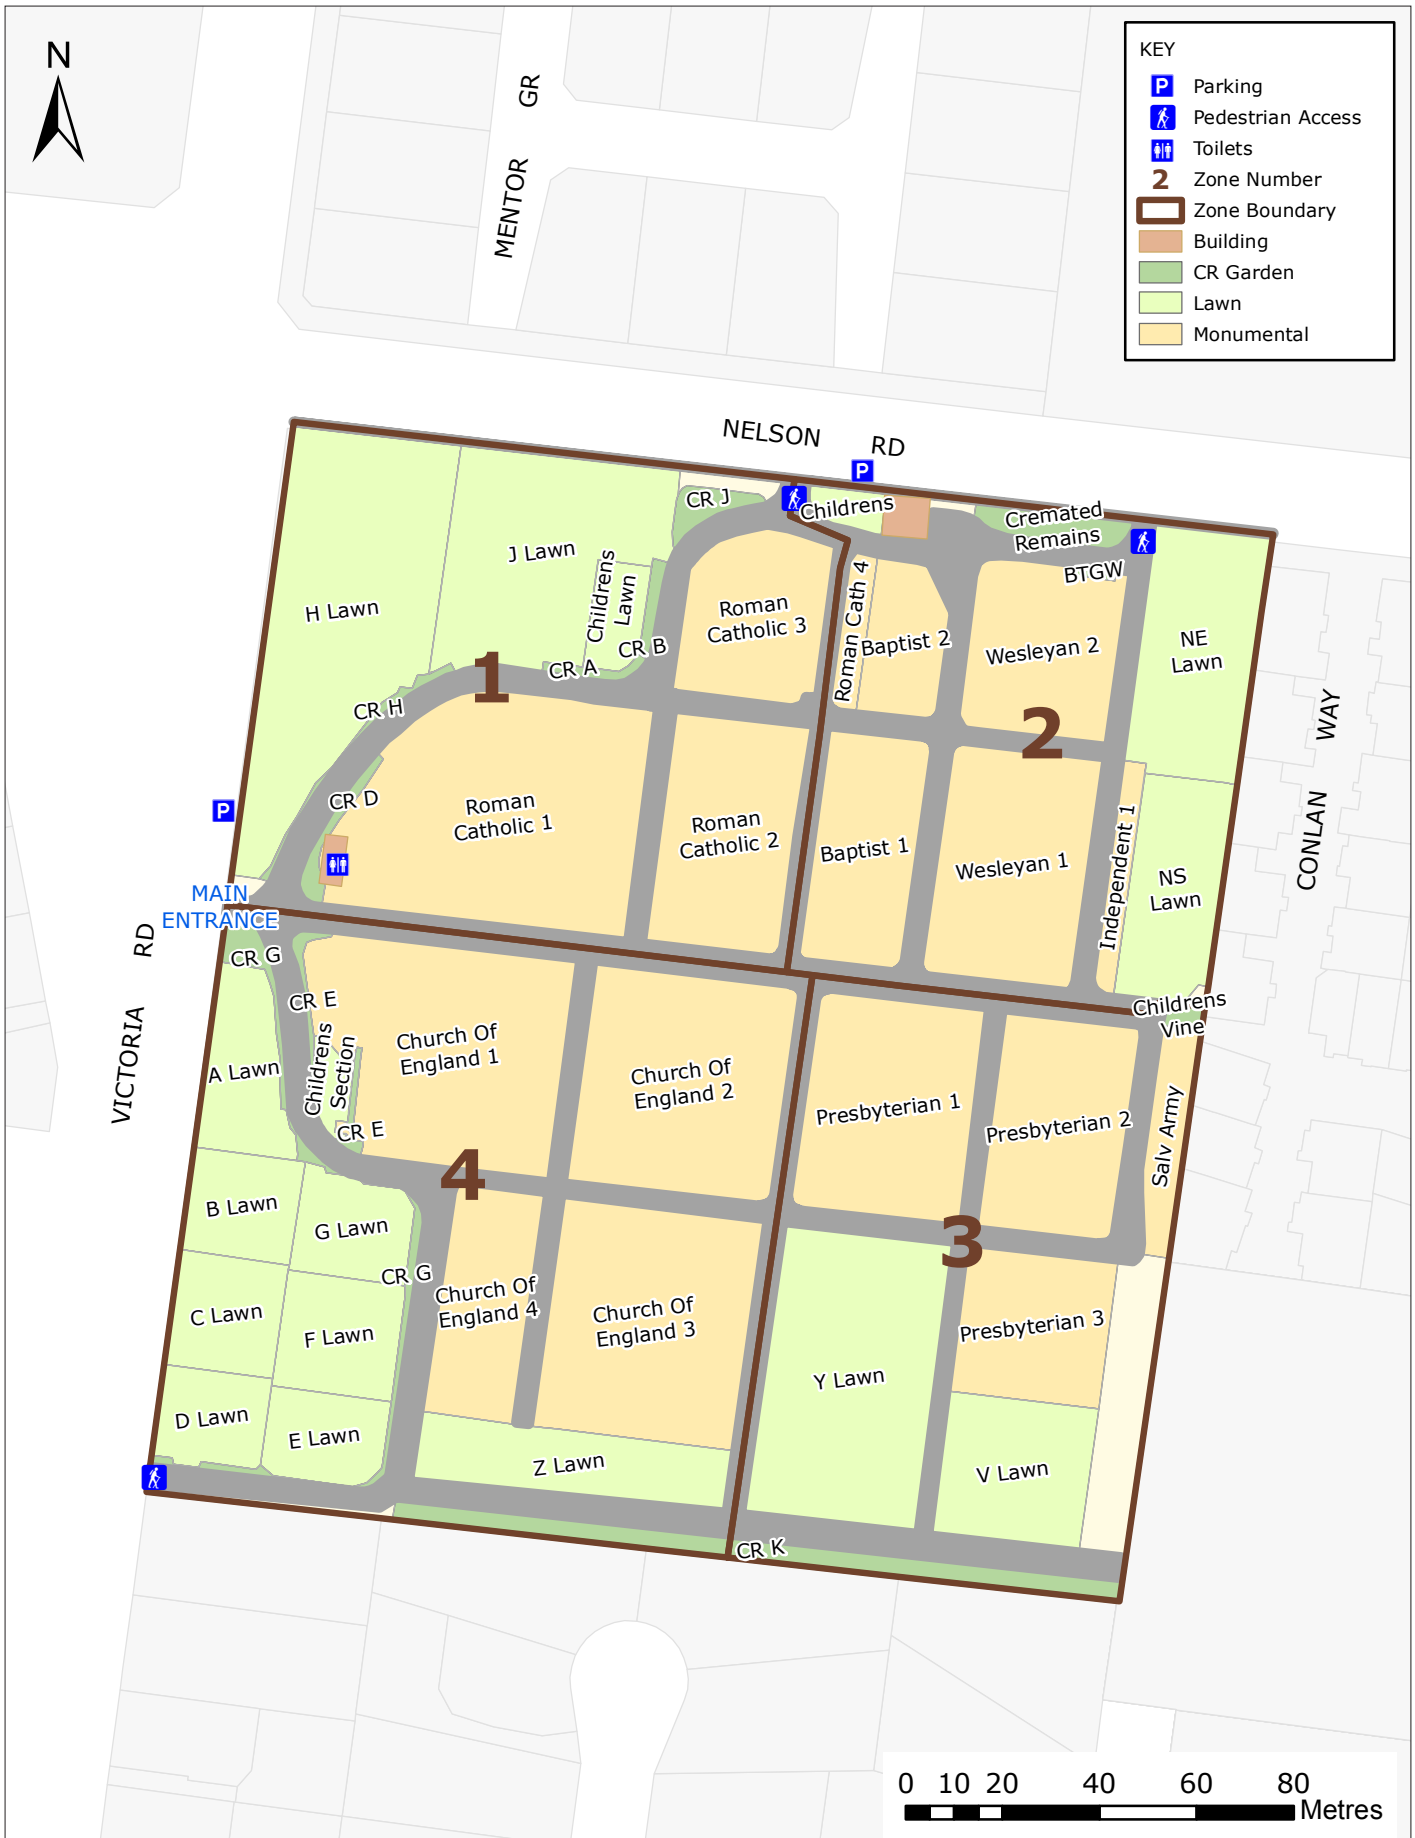 N
MENTOR GR
KEY
P Parking
Pedestrian Access
Toilets
2 Zone Number
Zone Boundary
Building
CR Garden
Lawn
Monumental
NELSON RD
P
CR J
Childrens
Cremated
Remains
BTGW
J Lawn
H Lawn
Childrens
Lawn
CR B
CR A
Roman
Catholic 3
Roman Cath 4
Baptist 2
Wesleyan 2
NE
Lawn
1
2
CR H
CR D
P
Roman
Catholic 1
Roman
Catholic 2
Baptist 1
Wesleyan 1
Independent 1
NS
Lawn
CONLAN WAY
MAIN
ENTRANCE
VICTORIA RD
CR G
CR E
Childrens
Section
CR E
A Lawn
Church Of
England 1
Church Of
England 2
Presbyterian 1
Presbyterian 2
Childrens
Vine
Salv Army
4
3
B Lawn
G Lawn
CR G
C Lawn
F Lawn
Church Of
England 4
Church Of
England 3
Presbyterian 3
Y Lawn
D Lawn
E Lawn
Z Lawn
V Lawn
CR K
0 10 20 40 60 80
Metres